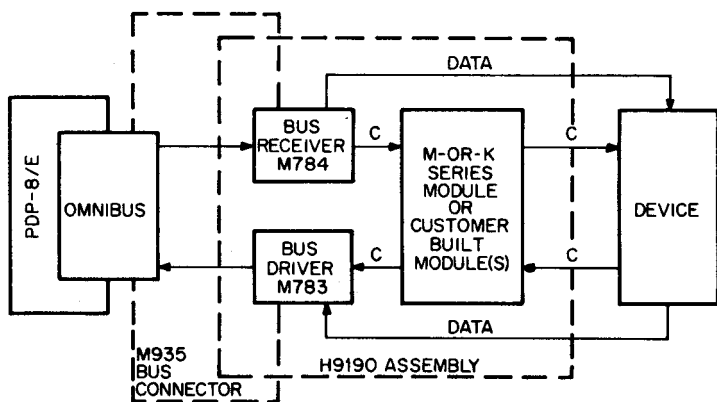 DATA
PDP-8/E
OMNIBUS
BUS
RECEIVER
M784
C
M-OR-K
SERIES
MODULE
OR
CUSTOMER
BUILT
MODULE(S)
C
DEVICE
BUS
DRIVER
M783
C
C
DATA
M935
BUS
CONNECTOR
H9190 ASSEMBLY